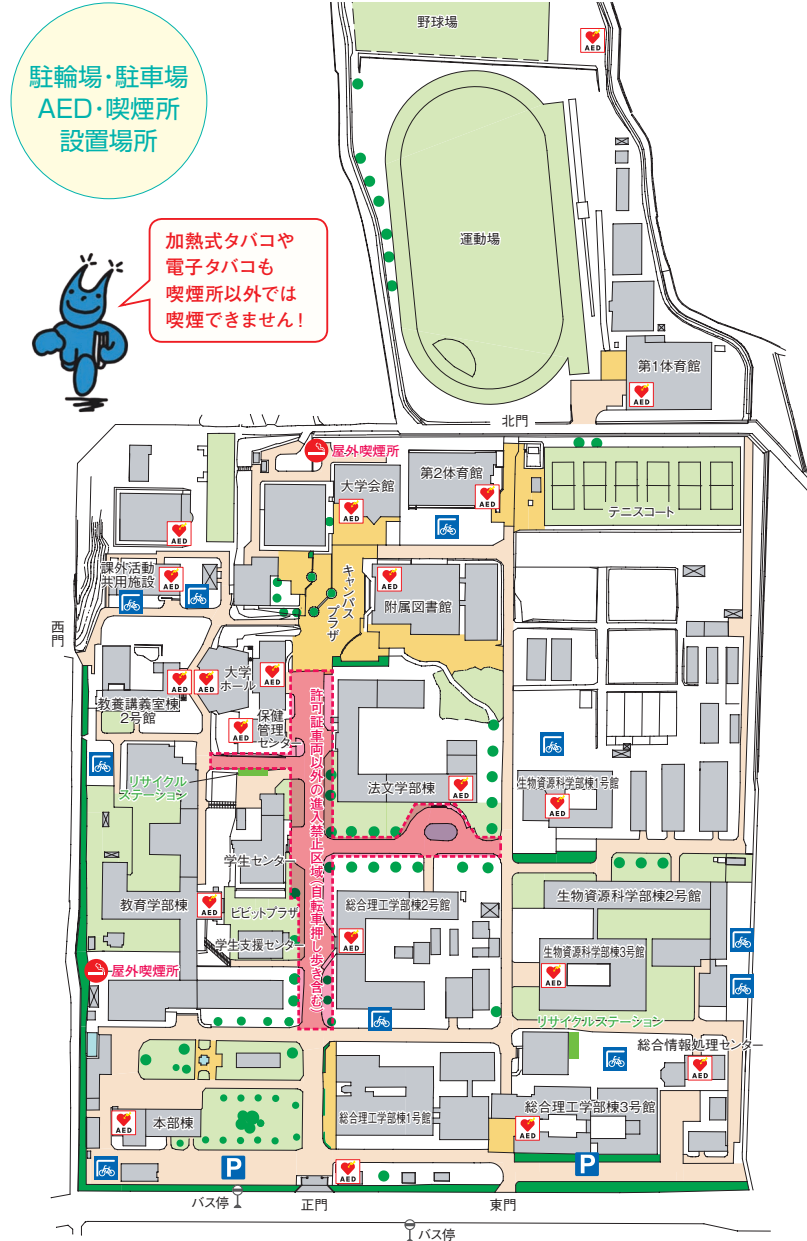 駐輪場・駐車場
AED・喫煙所
設置場所
加熱式タバコや
電子タバコも
喫煙所以外では
喫煙できません！
野球場
AED
運動場
第1体育館
AED
北門
屋外喫煙所
大学会館
AED
第2体育館
AED
テニスコート
AED
課外活動
共用施設
AED
キャンパス
プラザ
AED
附属図書館
西門
大学
ホール
AED
AED
AED
教養講義室棟
2号館
保健
管理
センター
AED
許可証車両以外の進入禁止区域（自転車押し歩き含む）
リサイクル
ステーション
法文学部棟
AED
生物資源科学部棟1号館
AED
学生センター
教育学部棟
AED
ビビットプラザ
学生支援センター
総合理工学部棟2号館
AED
生物資源科学部棟2号館
生物資源科学部棟3号館
AED
屋外喫煙所
リサイクルステーション
総合情報処理センター
AED
本部棟
AED
総合理工学部棟1号館
総合理工学部棟3号館
AED
P
AED
P
バス停
正門
東門
バス停